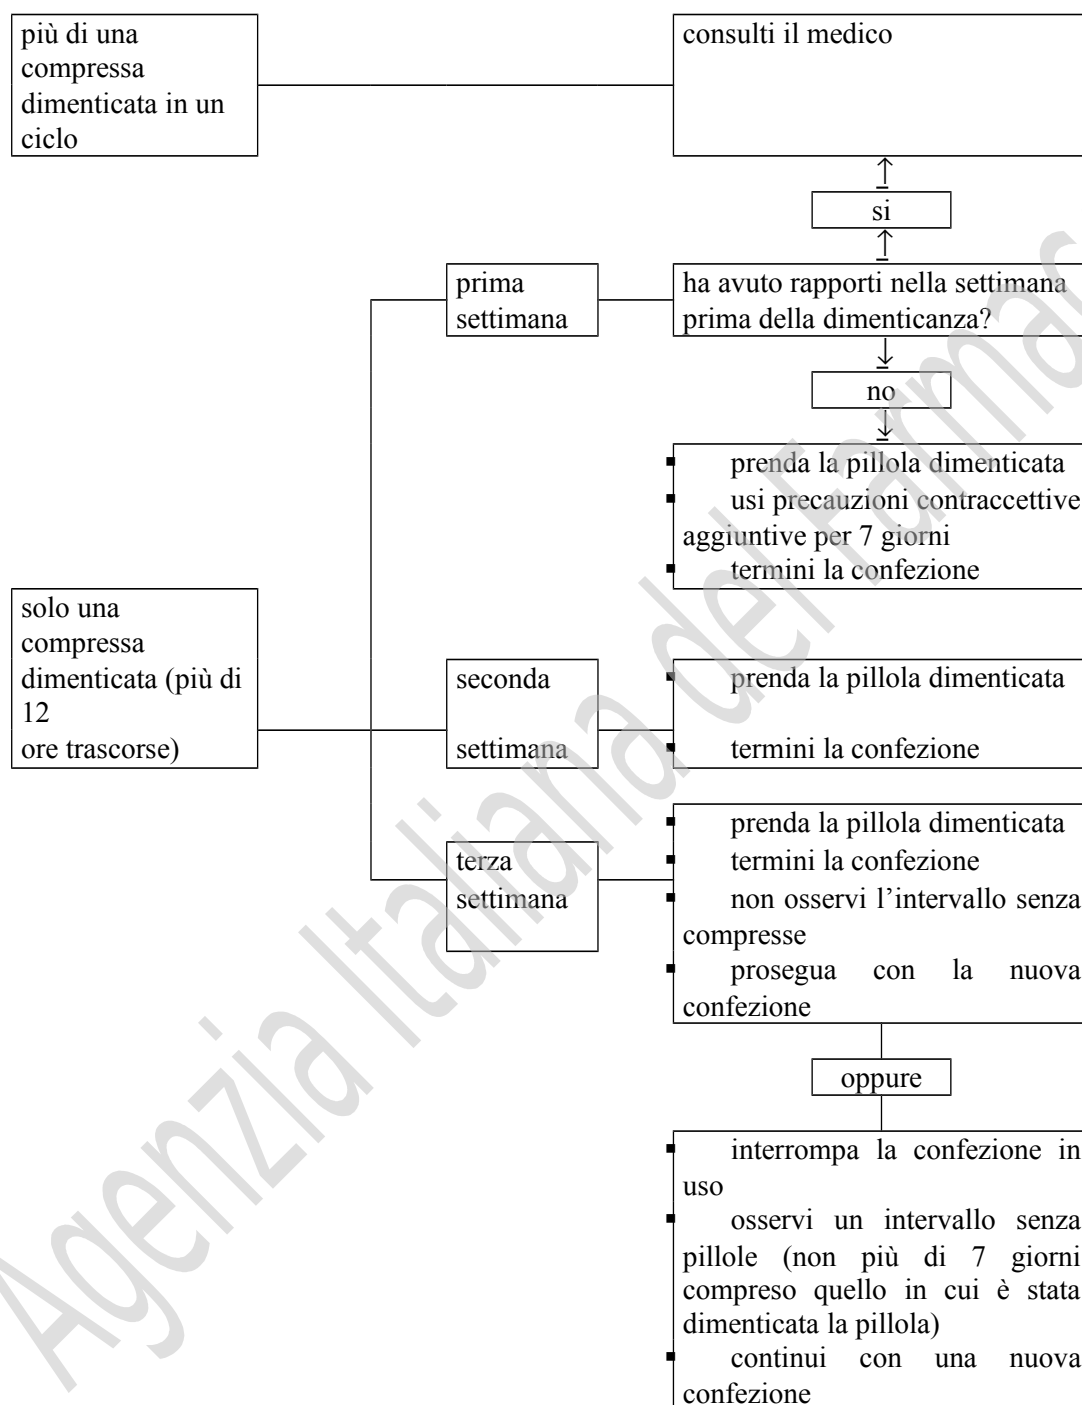 più di una
compressa
dimenticata in un
ciclo
consulti il medico
si
prima
settimana
ha avuto rapporti nella settimana
prima della dimenticanza?
no
▪ prenda la pillola dimenticata
▪ usi precauzioni contraccettive
aggiuntive per 7 giorni
▪ termini la confezione
solo una
compressa
dimenticata (più di
12
ore trascorse)
seconda
settimana
▪ prenda la pillola dimenticata
▪ termini la confezione
terza
settimana
▪ prenda la pillola dimenticata
▪ termini la confezione
▪ non osservi l’intervallo senza
compresse
▪ prosegua con la nuova
confezione
oppure
▪ interrompa la confezione in
uso
▪ osservi un intervallo senza
pillole (non più di 7 giorni
compreso quello in cui è stata
dimenticata la pillola)
▪ continui con una nuova
confezione
Agenzia Italiana del Farmac